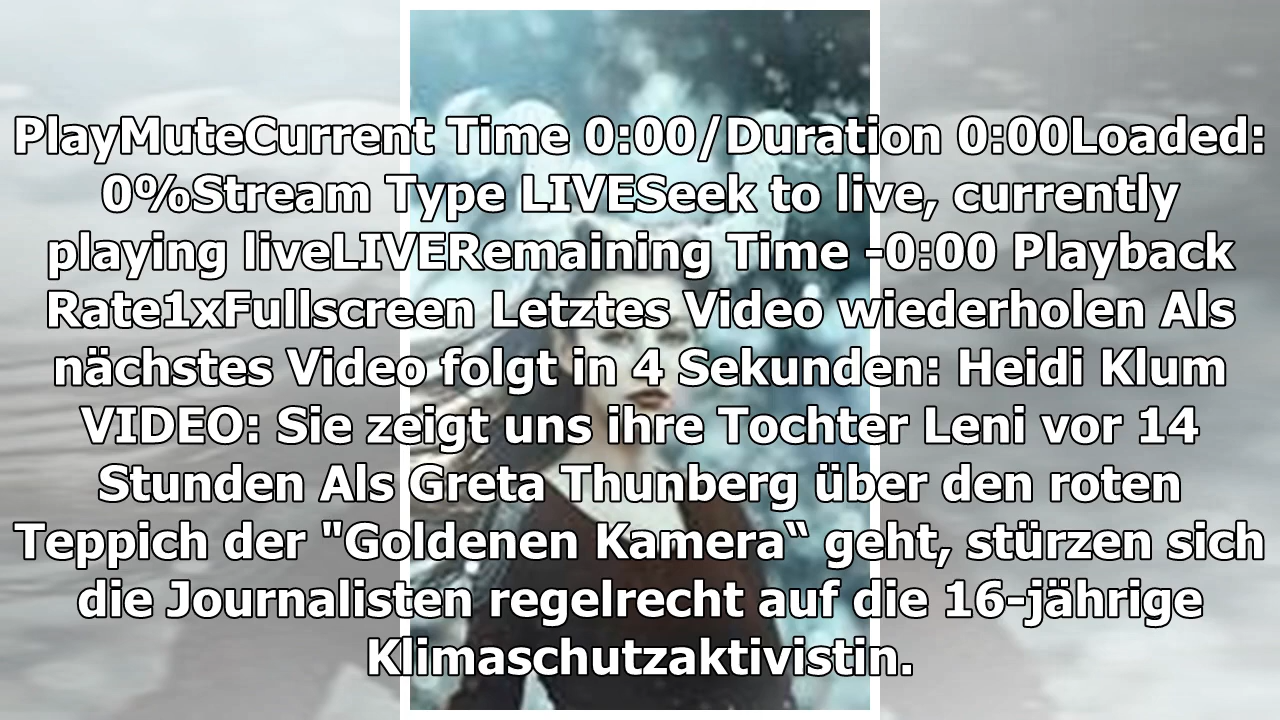 PlayMuteCurrent Time 0:00/Duration 0:00Loaded:
0%Stream Type LIVESeek to live, currently
playing liveLIVERemaining Time -0:00 Playback
Rate1xFullscreen Letztes Video wiederholen Als
nächstes Video folgt in 4 Sekunden: Heidi Klum
VIDEO: Sie zeigt uns ihre Tochter Leni vor 14
Stunden Als Greta Thunberg über den roten
Teppich der "Goldenen Kamera“ geht, stürzen sich
die Journalisten regelrecht auf die 16-jährige
Klimaschutzaktivistin.